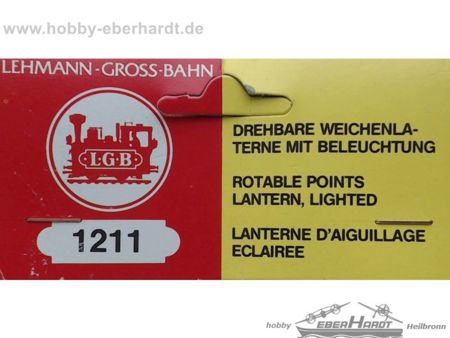 www.hobby-eberhardt.de
LEHMANN-GROSS-BAHN
L·G·B
1211
DREHBARE WEICHENLA-
TERNE MIT BELEUCHTUNG
ROTABLE POINTS
LANTERN, LIGHTED
LANTERNE D'AIGUILLAGE
ECLAIREE
hobby EBERHARDT Heilbronn